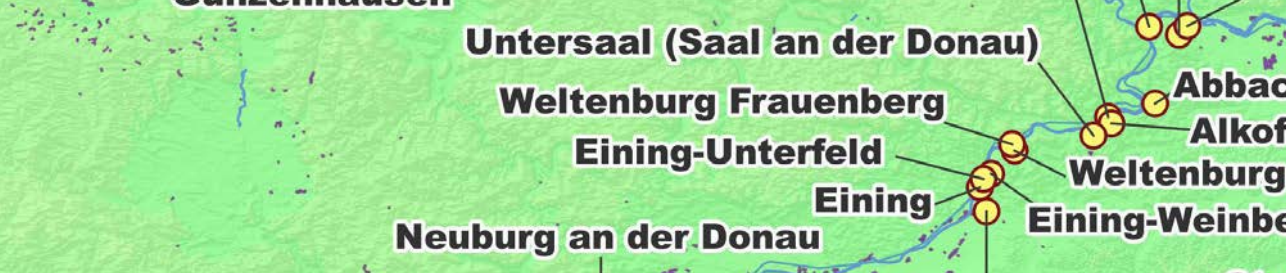 Gunzenhausen
Untersaal (Saal an der Donau)
Abbac
Weltenburg Frauenberg
Alkof
Eining-Unterfeld
Weltenburg
Eining
Eining-Weinbe
Neuburg an der Donau